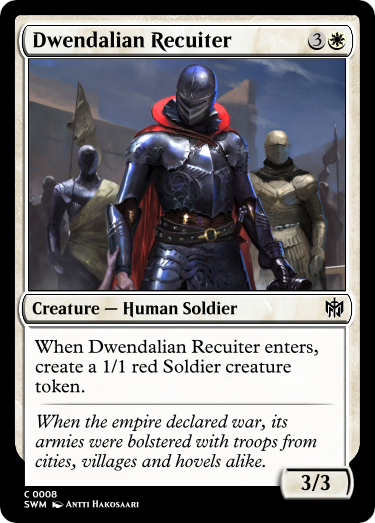 Dwendalian Recuiter 3
Creature — Human Soldier
When Dwendalian Recruiter enters,
create a 1/1 red Soldier creature
token.
When the empire declared war, its
armies were bolstered with troops from
cities, villages and hovels alike.
3/3
C 0008
SWM Antti Hakosaari